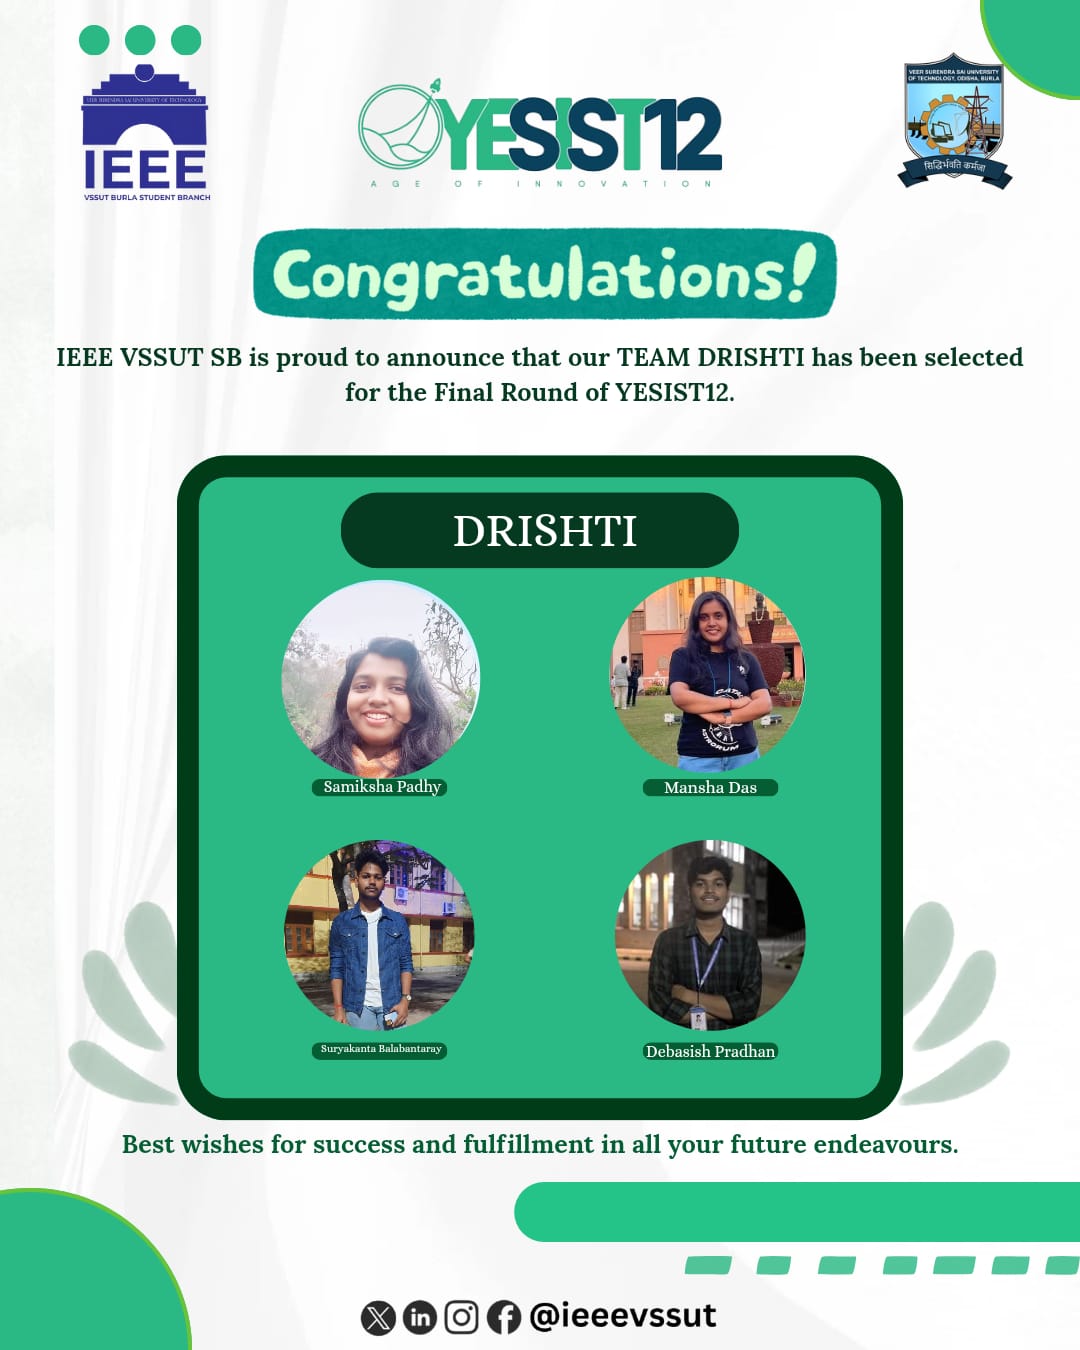 VEER SURENDRA SAI UNIVERSITY OF TECHNOLOGY
IEEE
VSSUT BURLA STUDENT BRANCH
YESIST12
AGE OF INNOVATION
VEER SURENDRA SAI UNIVERSITY
OF TECHNOLOGY, ODISHA, BURLA
सिद्धिर्भवति कर्मजा
Congratulations!
IEEE VSSUT SB is proud to announce that our TEAM DRISHTI has been selected
for the Final Round of YESIST12.
DRISHTI
Samiksha Padhy
Mansha Das
Suryakanta Balabantaray
Debasish Pradhan
Best wishes for success and fulfillment in all your future endeavours.
@ieeevssut